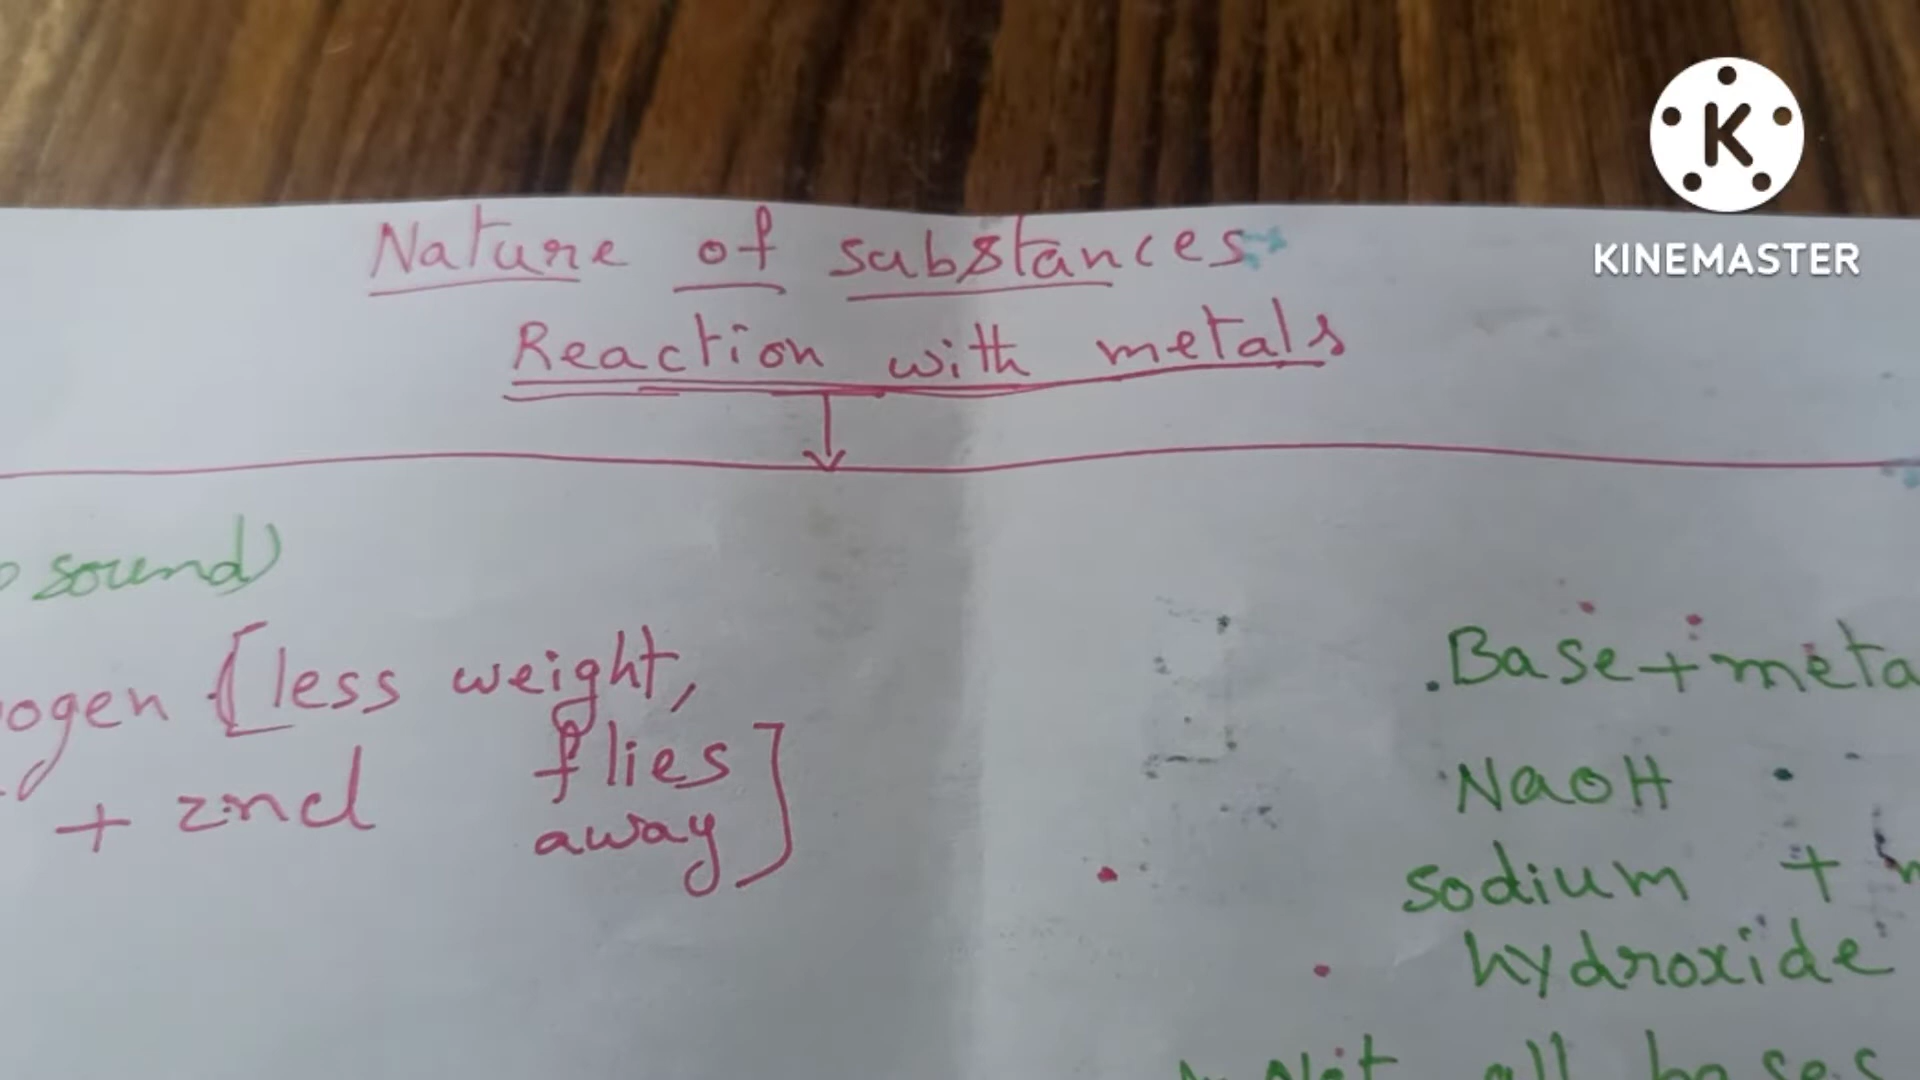 Nature of substances
Reaction with metals
K
KINEMASTER
sound)
ogen [less weight,
flies
+ zncl
away]
.Base + meta
NaOH
sodium +
hydroxide
Not all bases